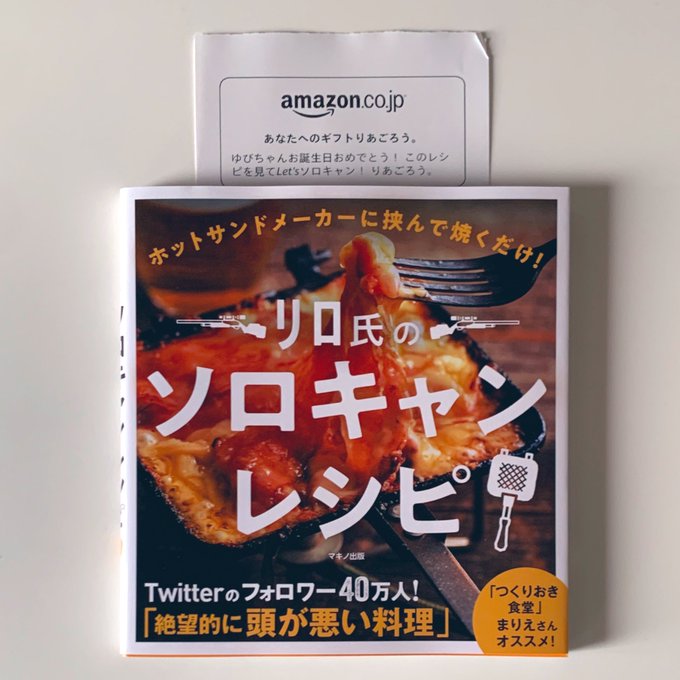 amazon.co.jp
あなたへのギフトりあごろう。
ゆびちゃんお誕生日おめでとう！ このレシ
ピを見てLet'sソロキャン！ りあごろう。
ホットサンドメーカーに挟んで焼くだけ！
リロ氏の
ソロキャン
レシピ
マキノ出版
Twitterのフォロワー40万人！
「絶望的に頭が悪い料理」
「つくりおき
食堂」
まりえさん
オススメ！